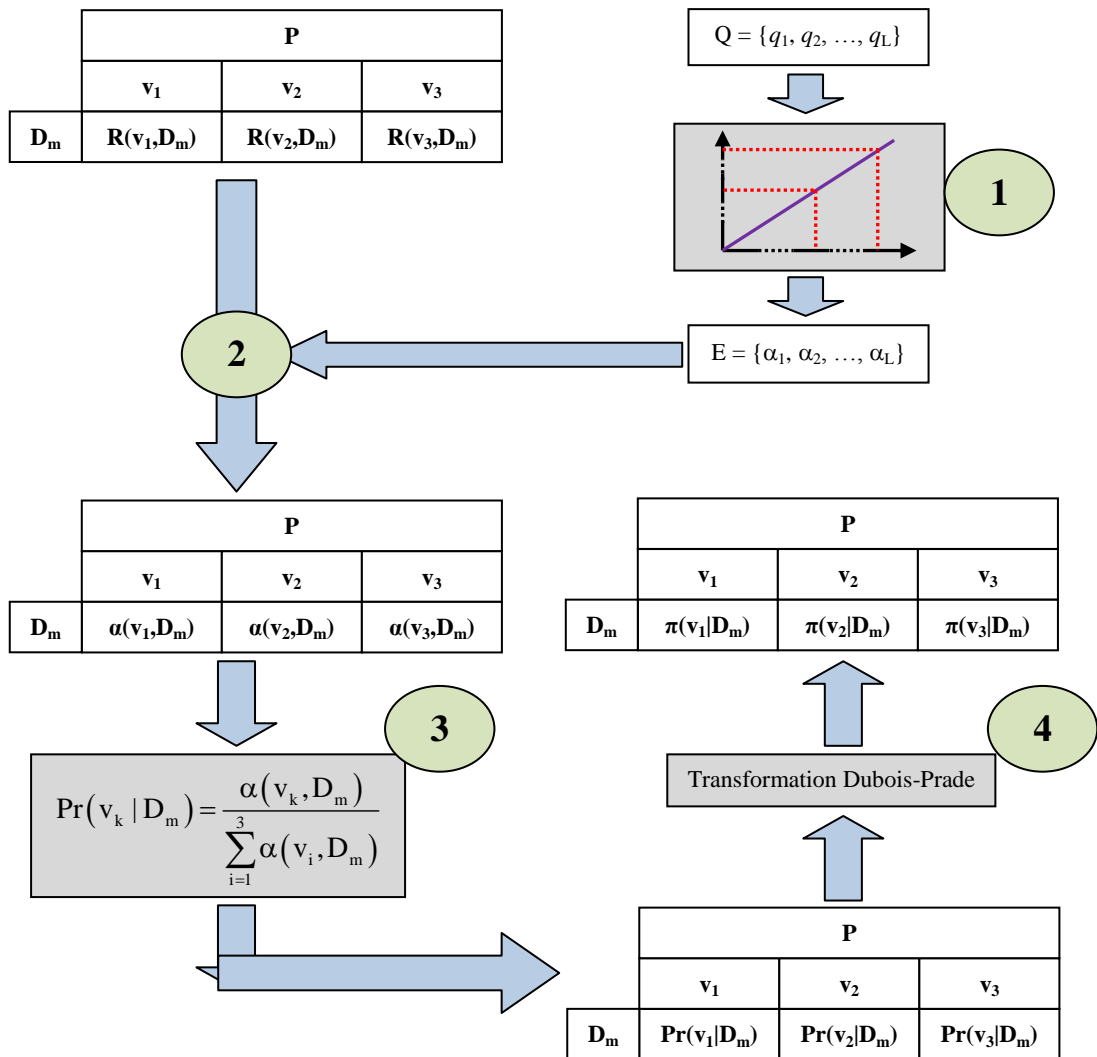 P
v₁ v₂ v₃
Dₘ R(v₁,Dₘ) R(v₂,Dₘ) R(v₃,Dₘ)
Q = {q₁, q₂, …, q_L}
1
E = {α₁, α₂, …, α_L}
2
P
v₁ v₂ v₃
Dₘ α(v₁,Dₘ) α(v₂,Dₘ) α(v₃,Dₘ)
3
Pr(vₖ | Dₘ) = α(vₖ, Dₘ) / ∑_{i=1}^{3} α(vᵢ, Dₘ)
P
v₁ v₂ v₃
Dₘ π(v₁|Dₘ) π(v₂|Dₘ) π(v₃|Dₘ)
4
Transformation Dubois-Prade
P
v₁ v₂ v₃
Dₘ Pr(v₁|Dₘ) Pr(v₂|Dₘ) Pr(v₃|Dₘ)